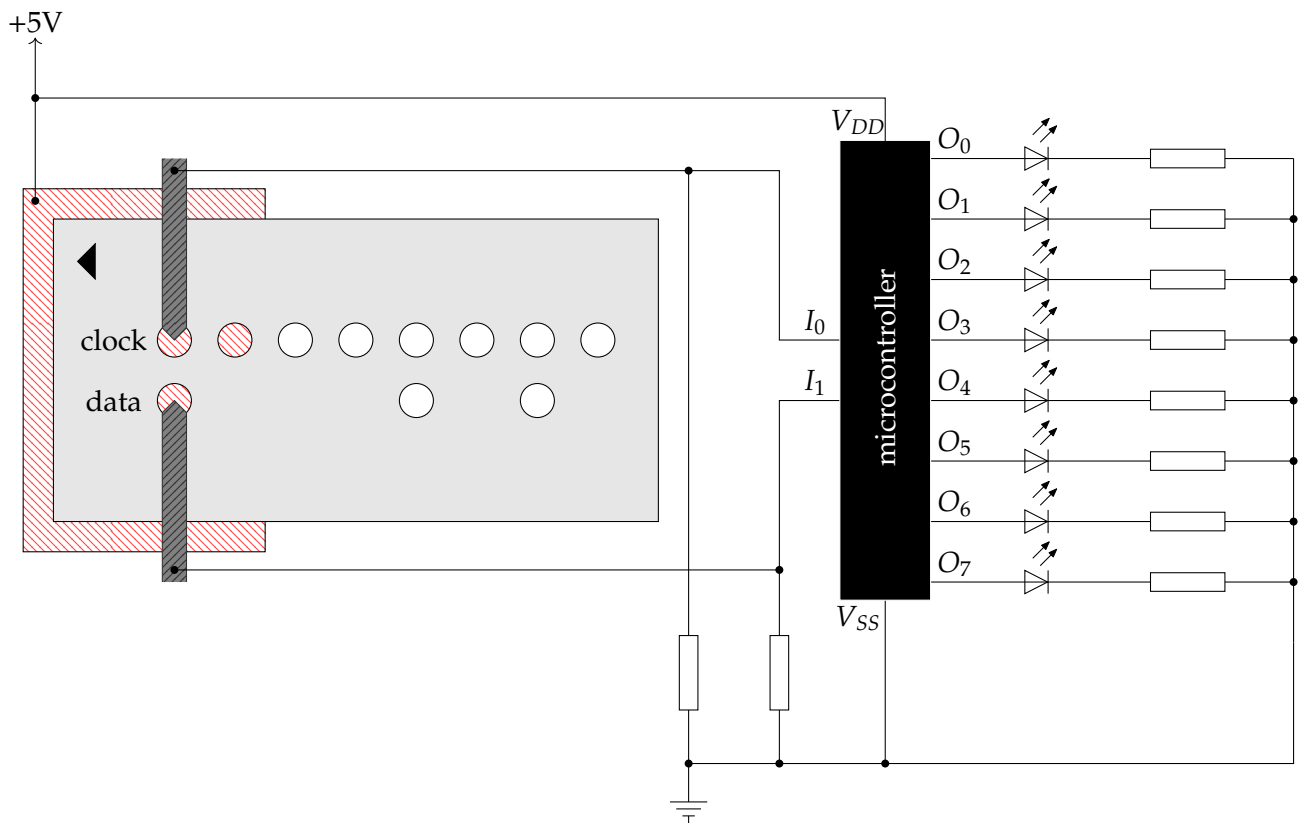 +5V
V_DD
O_0
O_1
O_2
clock
I_0
O_3
data
I_1
O_4
microcontroller
O_5
O_6
O_7
V_SS